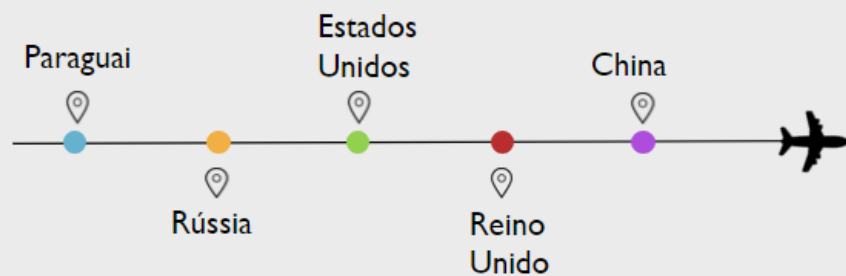 Paraguai
Rússia
Estados
Unidos
Reino
Unido
China